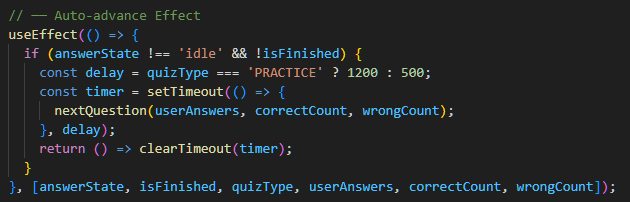 // —— Auto-advance Effect
useEffect(() => {
  if (answerState !== 'idle' && !isFinished) {
    const delay = quizType === 'PRACTICE' ? 1200 : 500;
    const timer = setTimeout(() => {
      nextQuestion(userAnswers, correctCount, wrongCount);
    }, delay);
    return () => clearTimeout(timer);
  }
}, [answerState, isFinished, quizType, userAnswers, correctCount, wrongCount]);